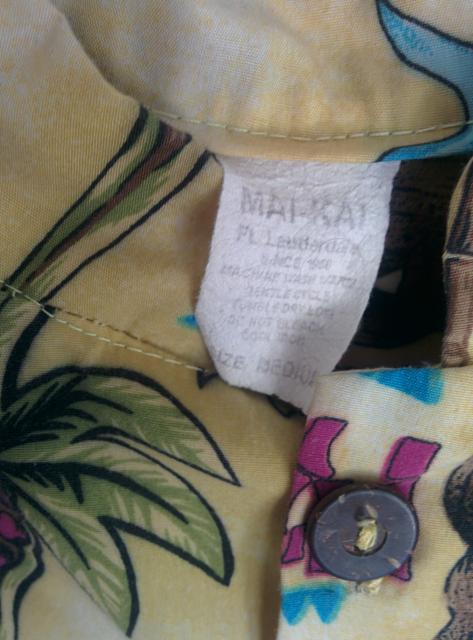 MAI-KAI
Ft. Lauderdale
SINCE 1956
MACHINE WASH WARM
GENTLE CYCLE
TUMBLE DRY LOW
DO NOT BLEACH
COOL IRON
SIZE MEDIUM